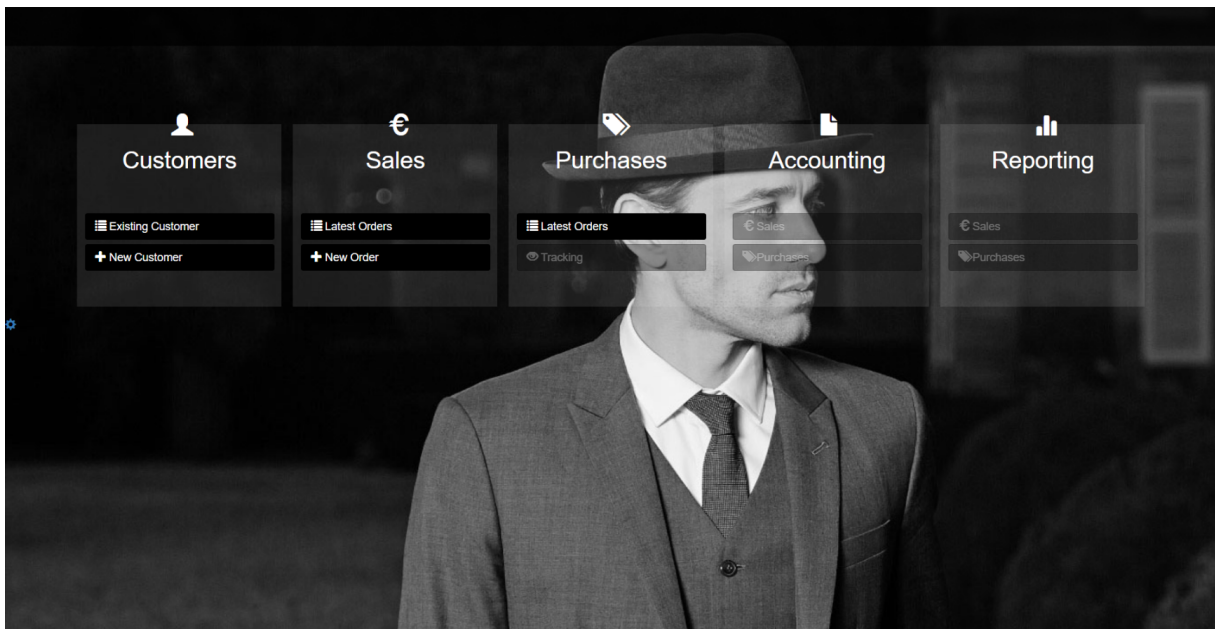 Customers
Existing Customer
New Customer
€
Sales
Latest Orders
New Order
Purchases
Latest Orders
Tracking
Accounting
€ Sales
Purchases
Reporting
€ Sales
Purchases